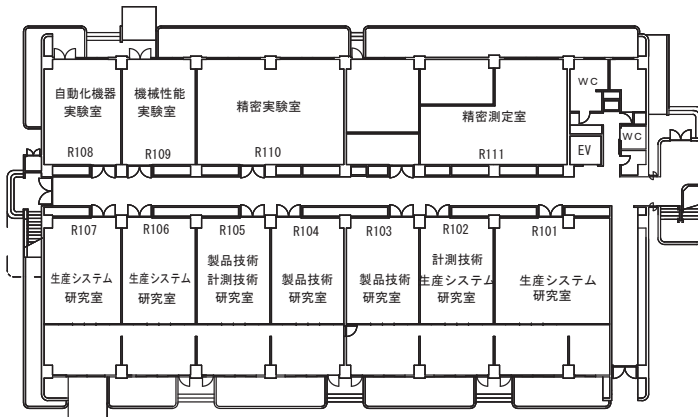 自動化機器
実験室
R108
機械性能
実験室
R109
精密実験室
R110
精密測定室
R111
WC
WC
EV
R107
生産システム
研究室
R106
生産システム
研究室
R105
製品技術
計測技術
研究室
R104
製品技術
研究室
R103
製品技術
研究室
R102
計測技術
生産システム
研究室
R101
生産システム
研究室